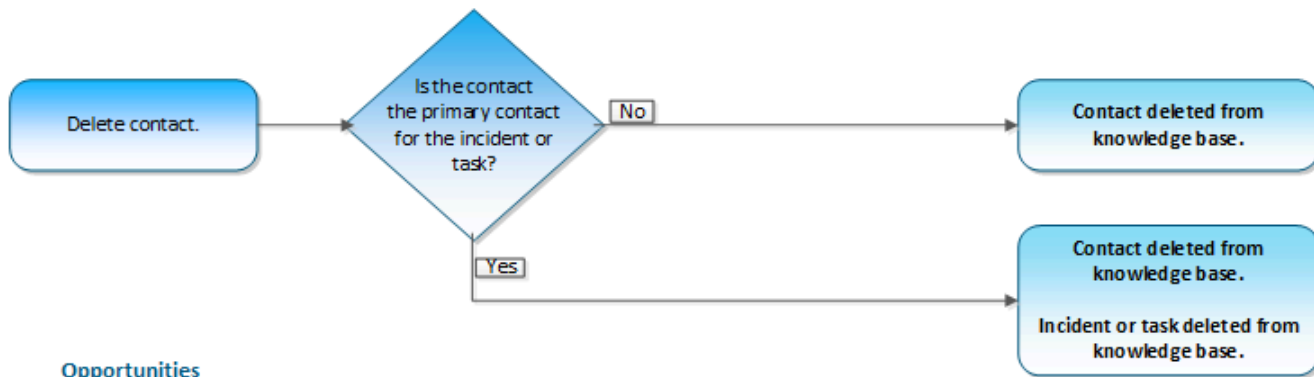 Delete contact.
Is the contact
the primary contact
for the incident or
task?
No
Contact deleted from
knowledge base.
Yes
Contact deleted from
knowledge base.
Incident or task deleted from
knowledge base.
Opportunities